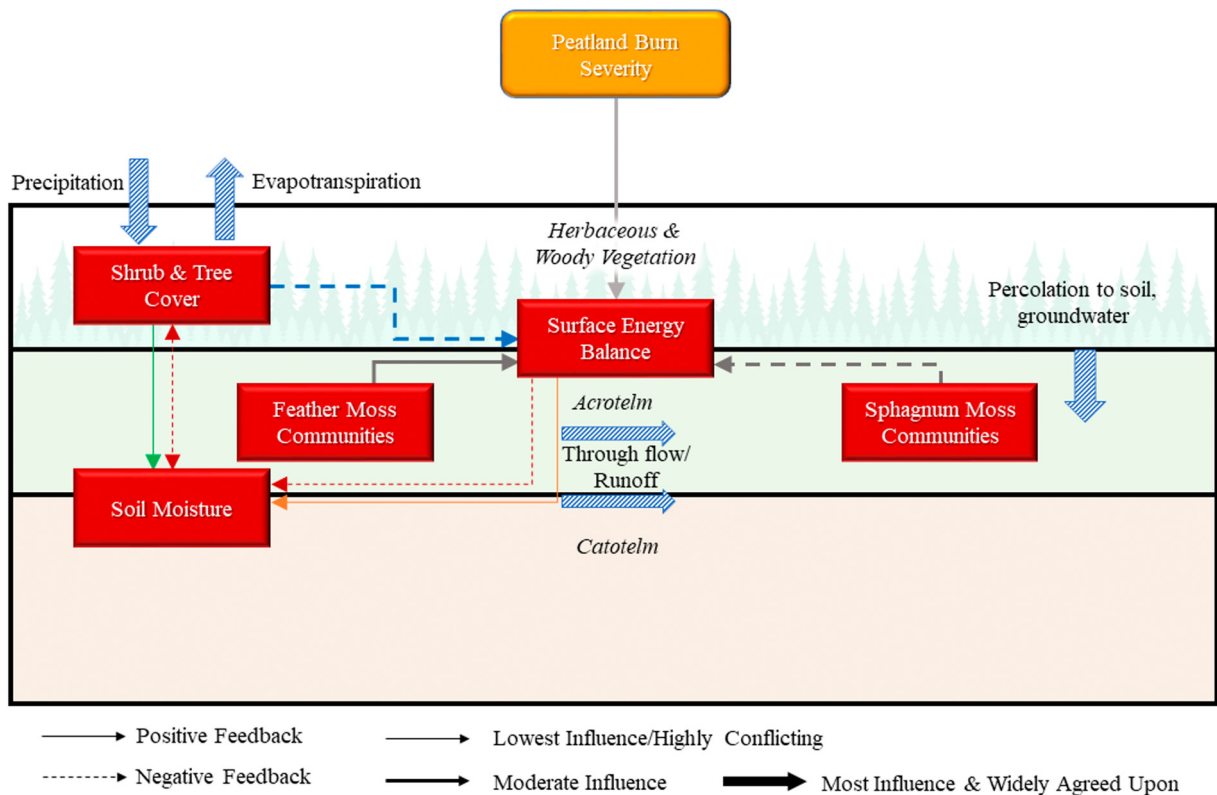 Peatland Burn
Severity
Precipitation
Evapotranspiration
Herbaceous &
Woody Vegetation
Shrub & Tree
Cover
Percolation to soil,
groundwater
Surface Energy
Balance
Feather Moss
Communities
Acrotelm
Sphagnum Moss
Communities
Through flow/
Runoff
Soil Moisture
Catotelm
Positive Feedback
Lowest Influence/Highly Conflicting
Negative Feedback
Moderate Influence
Most Influence & Widely Agreed Upon